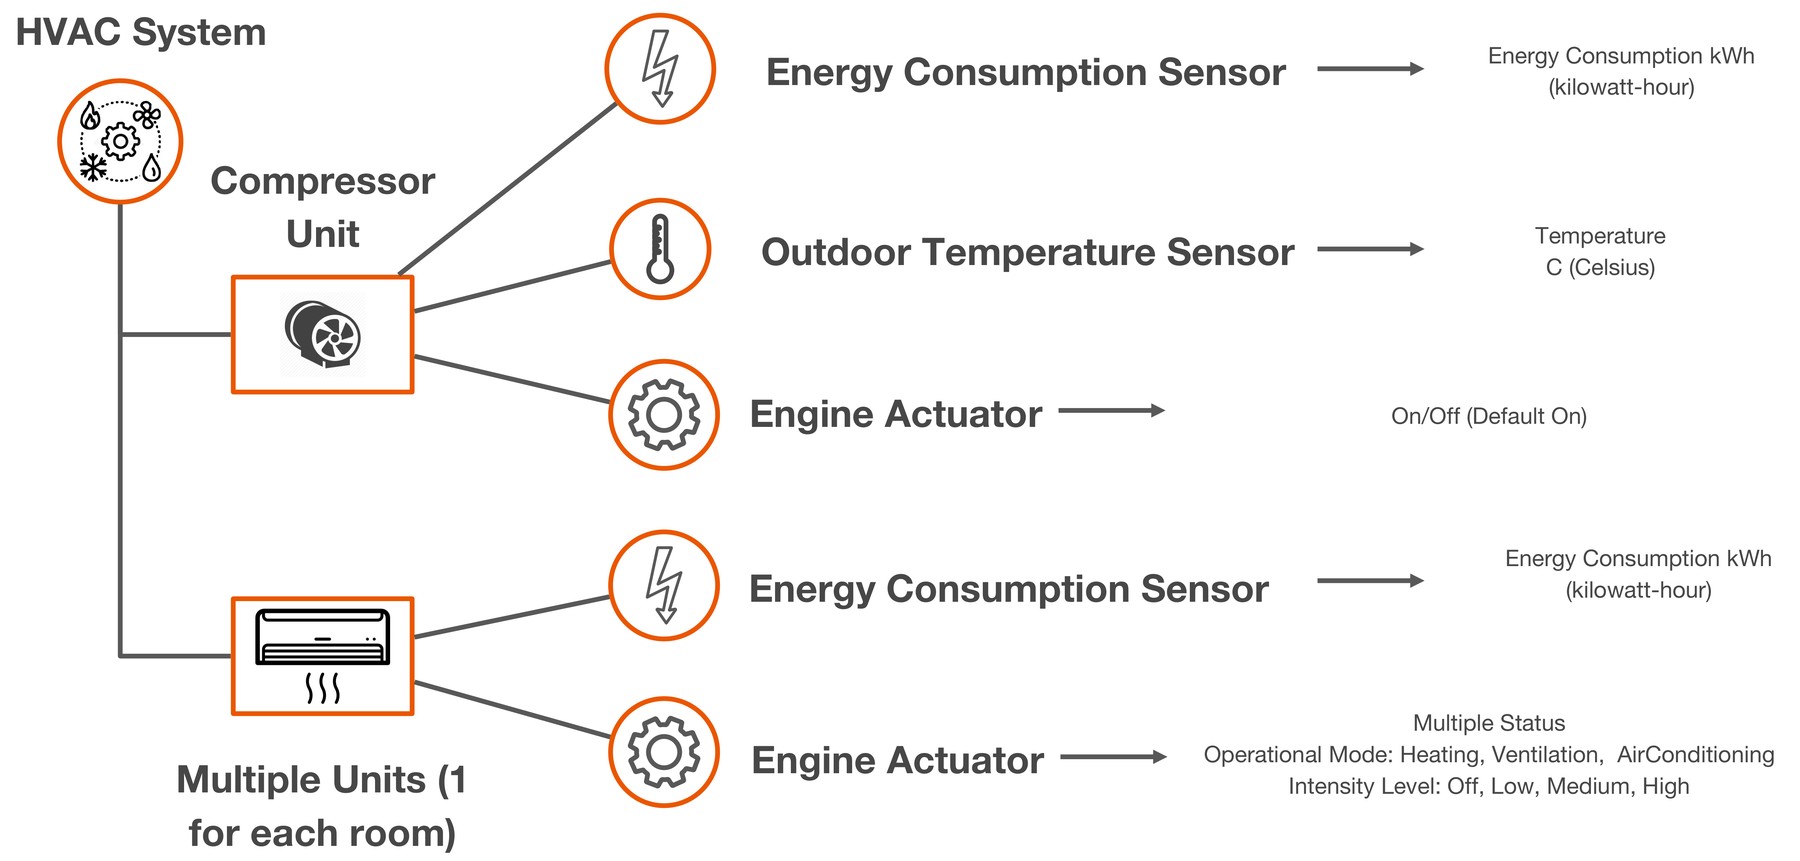 HVAC System
Compressor
Unit
Energy Consumption Sensor
Energy Consumption kWh
(kilowatt-hour)
Outdoor Temperature Sensor
Temperature
C (Celsius)
Engine Actuator
On/Off (Default On)
Multiple Units (1
for each room)
Energy Consumption Sensor
Energy Consumption kWh
(kilowatt-hour)
Engine Actuator
Multiple Status
Operational Mode: Heating, Ventilation, AirConditioning
Intensity Level: Off, Low, Medium, High